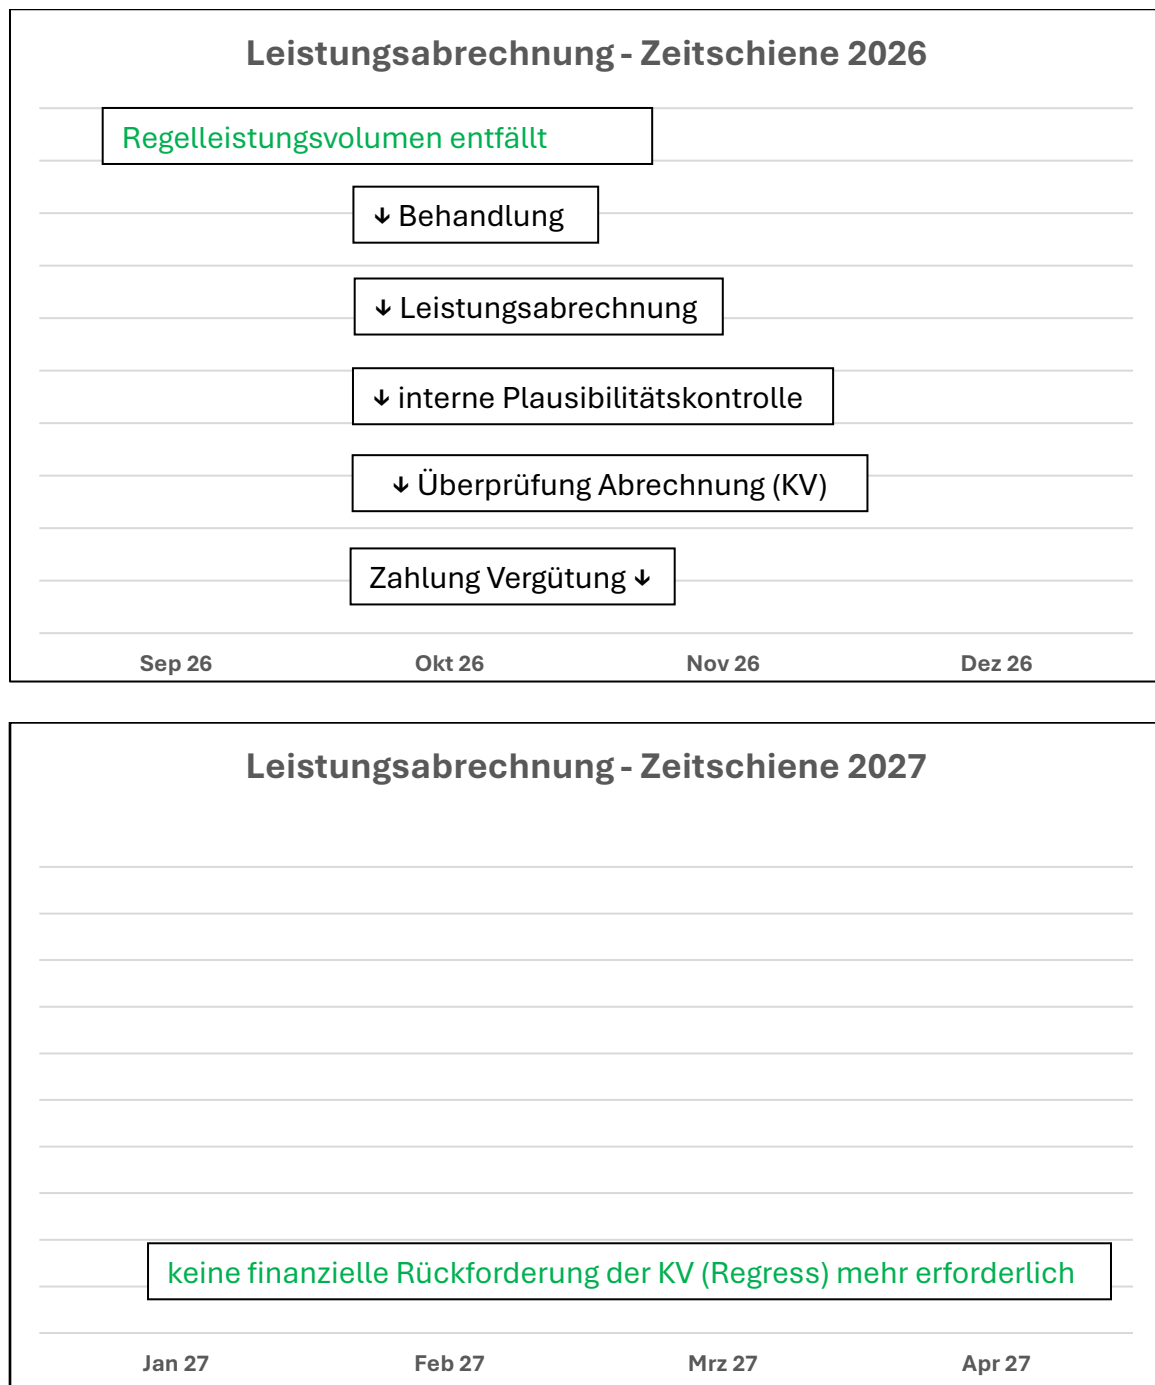 Leistungsabrechnung - Zeitschiene 2026
Regelleistungsvolumen entfällt
↓ Behandlung
↓ Leistungsabrechnung
↓ interne Plausibilitätskontrolle
↓ Überprüfung Abrechnung (KV)
Zahlung Vergütung ↓
Sep 26 Okt 26 Nov 26 Dez 26
Leistungsabrechnung - Zeitschiene 2027
keine finanzielle Rückforderung der KV (Regress) mehr erforderlich
Jan 27 Feb 27 Mrz 27 Apr 27